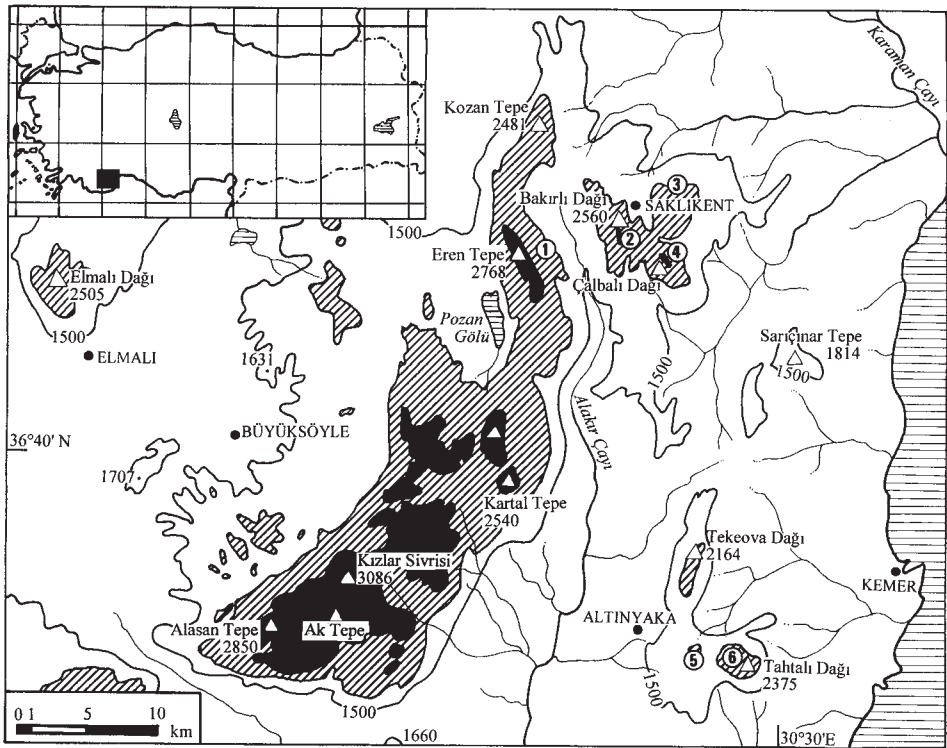 Karaman Çayı
Kozan Tepe
2481
③
SAKLIKENT
Bakırlı Dağı
2560
②
④
①
1500
Eren Tepe
2768
Çalbalı Dağı
Elmalı Dağı
2505
1500
Pozan
Gölü
ELMALI
1631
Sarıçınar Tepe
1814
1500
1500
Alakır Çayı
BÜYÜKSÖYLE
36°40' N
1707
Kartal Tepe
2540
Tekeova Dağı
2164
Kızlar Sivrisi
3086
KEMER
ALTINYAKA
Alasan Tepe
2850
Ak Tepe
⑤
⑥
Tahtalı Dağı
2375
1500
1500
0 1 5 10
km
1660
30°30'E